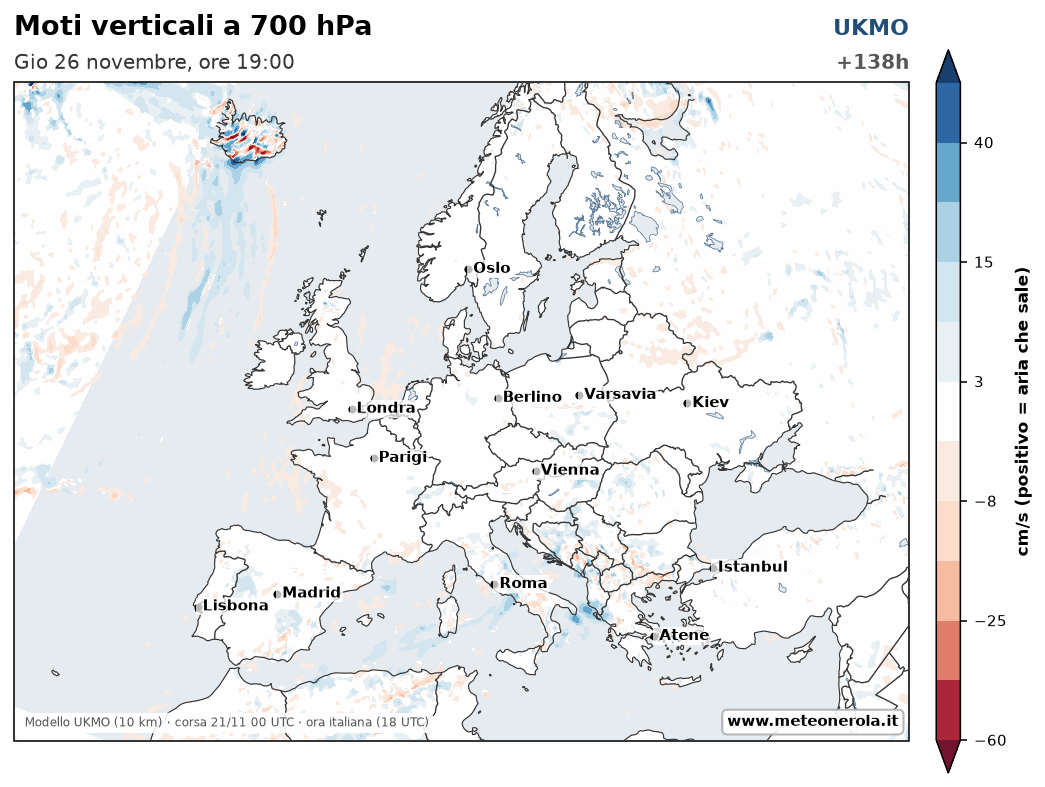 Moti verticali a 700 hPa
UKMO
Gio 26 novembre, ore 19:00
+138h
40
15
3
−8
−25
−60
cm/s (positivo = aria che sale)
Oslo
Berlino
Varsavia
Kiev
Londra
Parigi
Vienna
Istanbul
Roma
Madrid
Lisbona
Atene
Modello UKMO (10 km) · corsa 21/11 00 UTC · ora italiana (18 UTC)
www.meteonerola.it